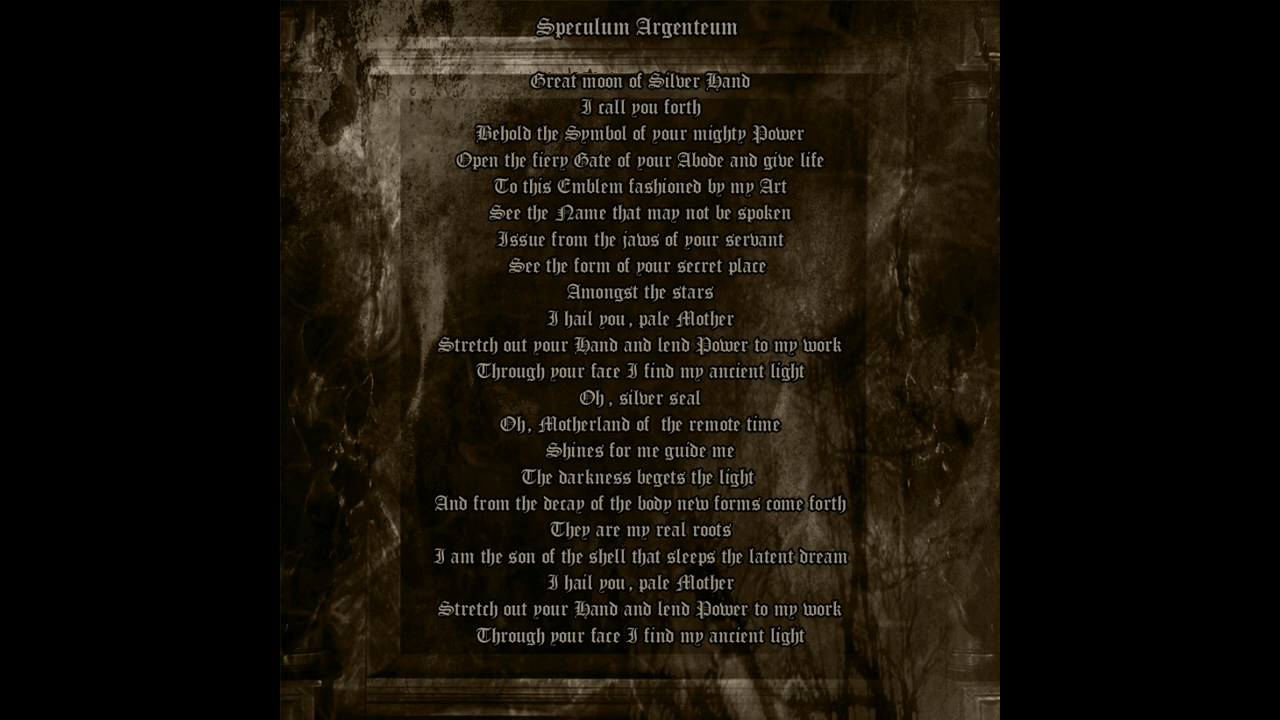 Speculum Argenteum
Great moon of Silver Hand
I call you forth
Behold the Symbol of your mighty Power
Open the fiery Gate of your Abode and give life
To this Emblem fashioned by my Art
See the Name that may not be spoken
Issue from the jaws of your servant
See the form of your secret place
Amongst the stars
I hail you, pale Mother
Stretch out your Hand and lend Power to my work
Through your face I find my ancient light
Oh, silver seal
Oh, Motherland of the remote time
Shines for me guide me
The darkness begets the light
And from the decay of the body new forms come forth
They are my real roots
I am the son of the shell that sleeps the latent dream
I hail you, pale Mother
Stretch out your Hand and lend Power to my work
Through your face I find my ancient light